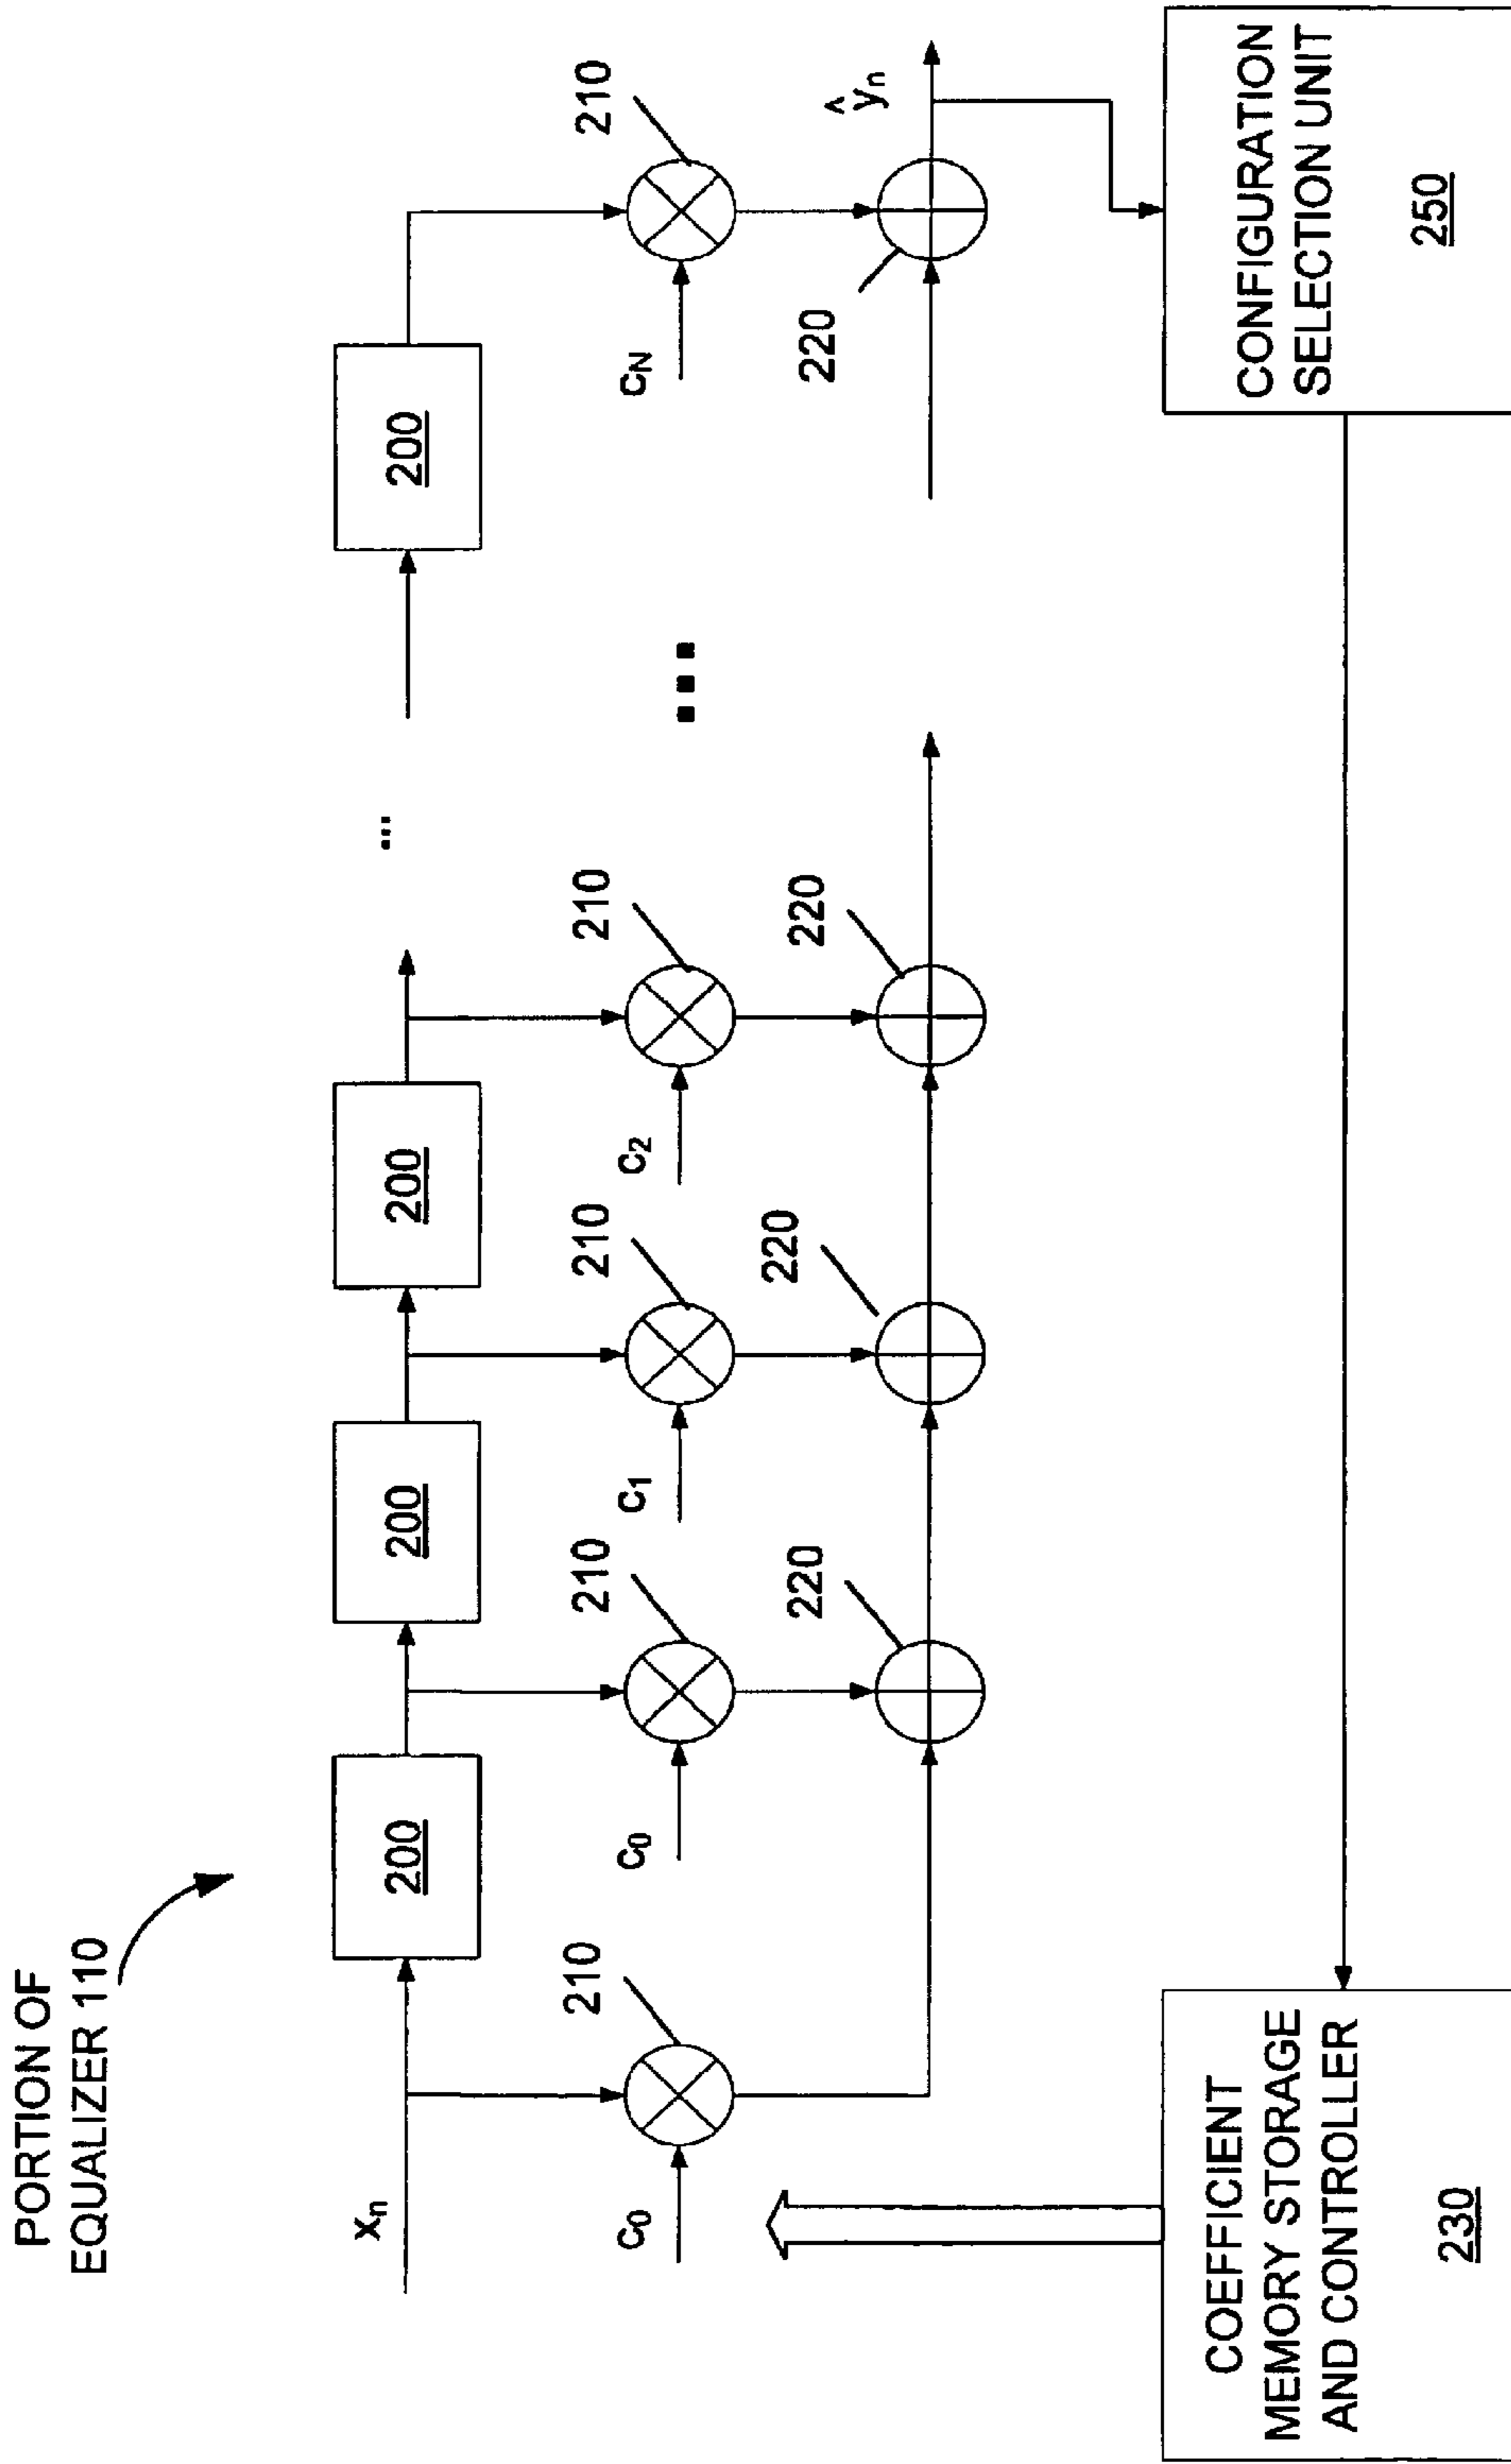 PORTION OF
EQUALIZER 110
xₙ
200
200
200
...
200
C₀
210
C₀
210
C₁
210
C₂
210
C_N
210
220
220
220
220
ŷₙ
COEFFICIENT
MEMORY STORAGE
AND CONTROLLER
230
CONFIGURATION
SELECTION UNIT
250